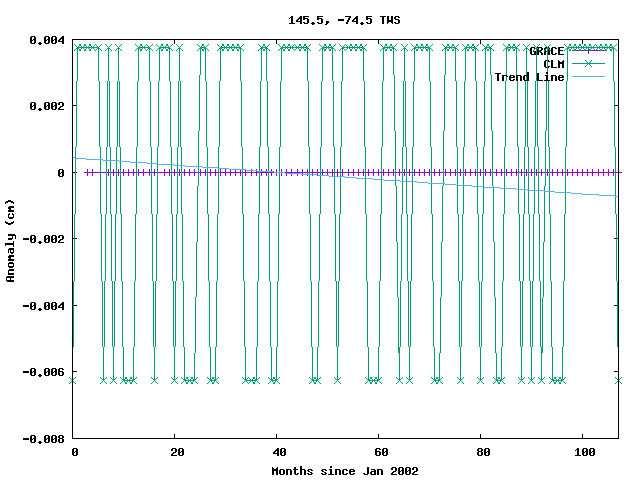 145.5, -74.5 TWS
GRACE
CLM
Trend Line
0.004
0.002
0
-0.002
-0.004
-0.006
-0.008
Anomaly (cm)
0 20 40 60 80 100
Months since Jan 2002